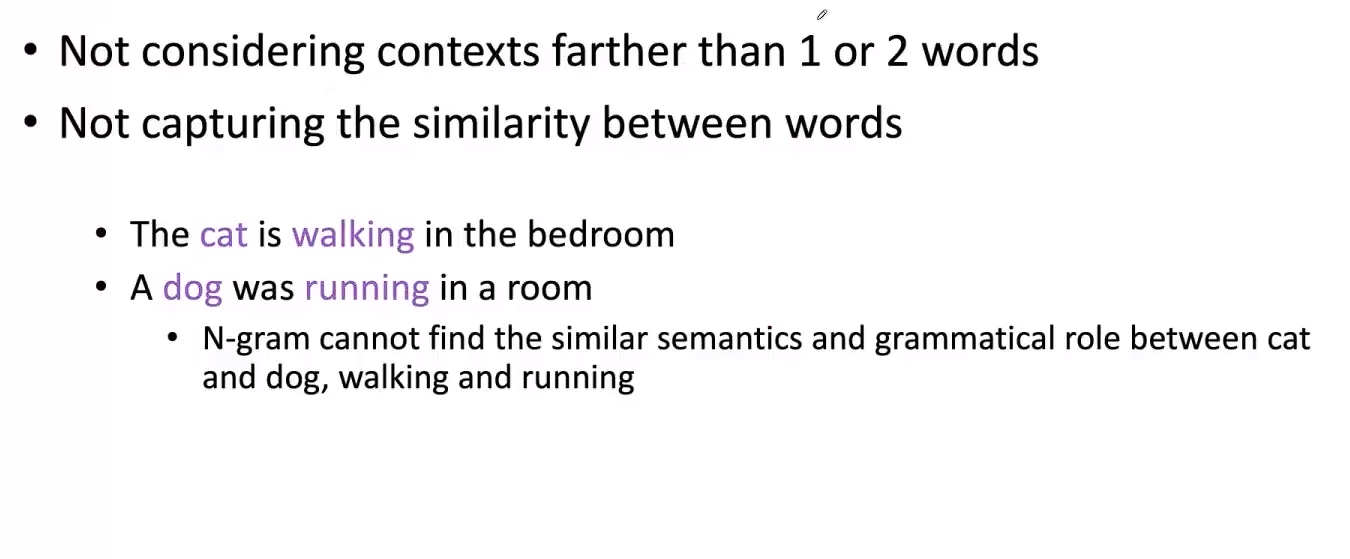 • Not considering contexts farther than 1 or 2 words
• Not capturing the similarity between words
• The cat is walking in the bedroom
• A dog was running in a room
• N-gram cannot find the similar semantics and grammatical role between cat
and dog, walking and running